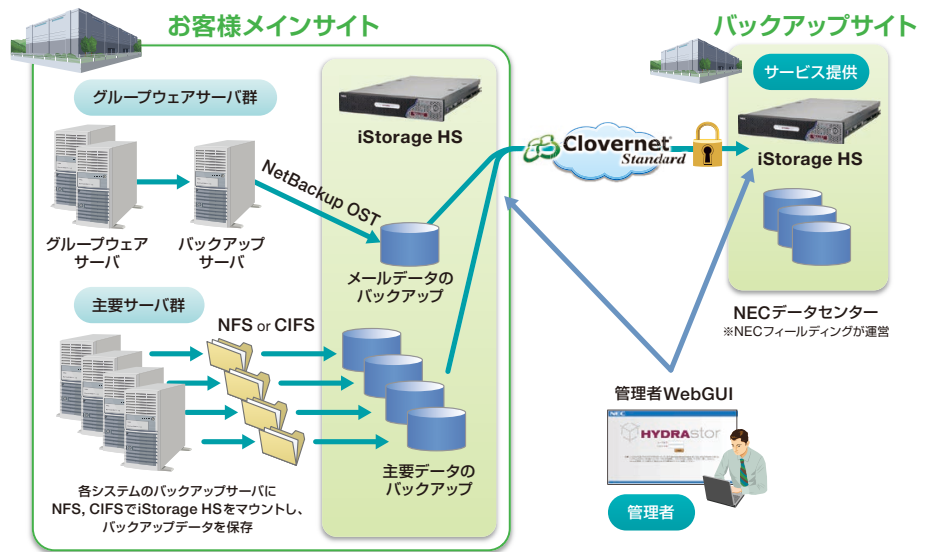 お客様メインサイト
グループウェアサーバ群
グループウェア
サーバ
バックアップ
サーバ
NetBackup OST
iStorage HS
メールデータの
バックアップ
主要サーバ群
NFS or CIFS
主要データの
バックアップ
各システムのバックアップサーバに
NFS, CIFSでiStorage HSをマウントし、
バックアップデータを保存
Clovernet
Standard
バックアップサイト
サービス提供
iStorage HS
NECデータセンター
※NECフィールディングが運営
管理者WebGUI
NEC
HYDRAstor
管理者